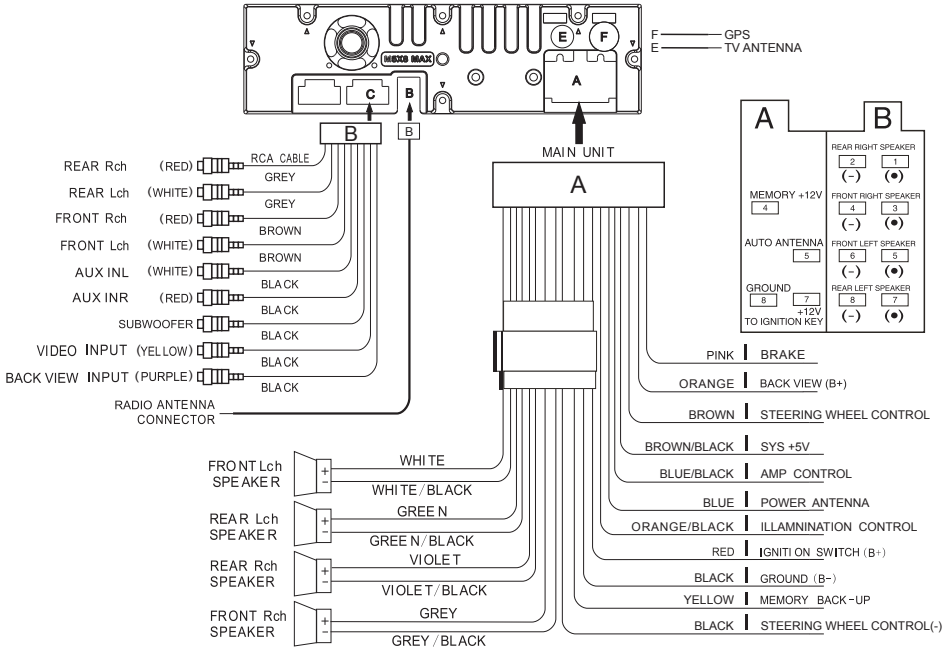 E
F
M6X8 MAX
C
B
A
F GPS
E TV ANTENNA
B
B
MAIN UNIT
A
REAR Rch (RED) RCA CABLE
GREY
REAR Lch (WHITE)
GREY
FRONT Rch (RED)
BROWN
FRONT Lch (WHITE)
BROWN
AUX INL (WHITE)
BLACK
AUX INR (RED)
BLACK
SUBWOOFER
BLACK
VIDEO INPUT (YELLOW)
BLACK
BACK VIEW INPUT (PURPLE)
BLACK
RADIO ANTENNA
CONNECTOR
A
B
REAR RIGHT SPEAKER
2 1
(-) (●)
MEMORY +12V
4
FRONT RIGHT SPEAKER
4 3
(-) (●)
AUTO ANTENNA
5
FRONT LEFT SPEAKER
6 5
(-) (●)
GROUND
8 7
+12V
TO IGNITION KEY
REAR LEFT SPEAKER
8 7
(-) (●)
PINK BRAKE
ORANGE BACK VIEW (B+)
BROWN STEERING WHEEL CONTROL
BROWN/BLACK SYS +5V
BLUE/BLACK AMP CONTROL
BLUE POWER ANTENNA
ORANGE/BLACK ILLAMNINATION CONTROL
RED IGNITION SWITCH (B+)
BLACK GROUND (B-)
YELLOW MEMORY BACK-UP
BLACK STEERING WHEEL CONTROL(-)
FRONT Lch
SPEAKER
+
-
WHITE
WHITE/BLACK
REAR Lch
SPEAKER
+
-
GREEN
GREEN/BLACK
REAR Rch
SPEAKER
+
-
VIOLET
VIOLET/BLACK
FRONT Rch
SPEAKER
+
-
GREY
GREY/BLACK